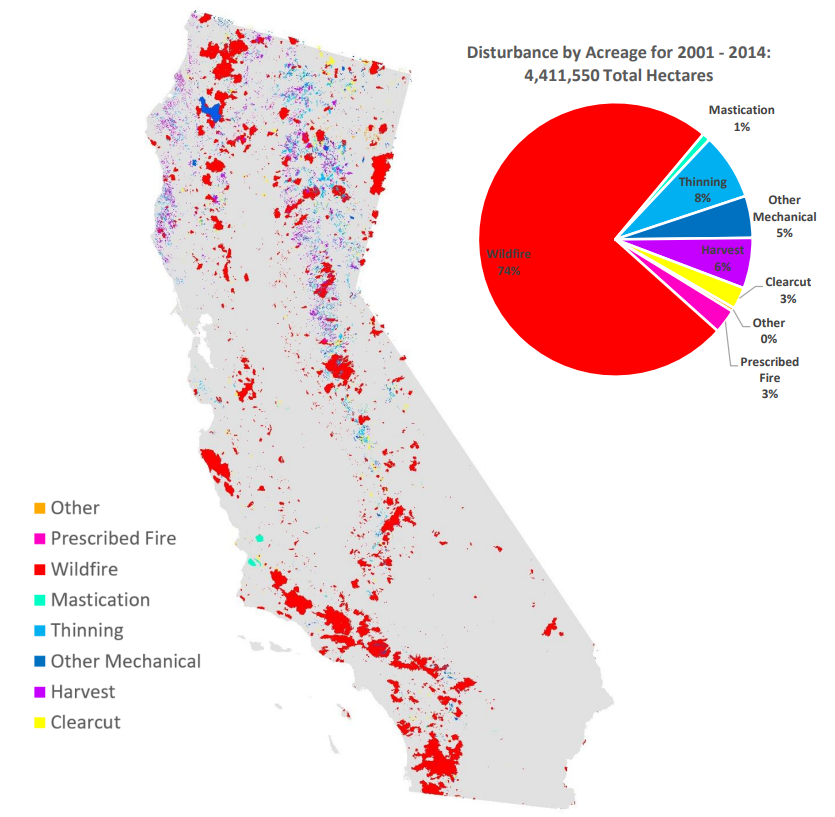 Disturbance by Acreage for 2001 - 2014:
4,411,550 Total Hectares
Mastication
1%
Thinning
8%
Other
Mechanical
5%
Wildfire
74%
Harvest
6%
Clearcut
3%
Other
0%
Prescribed
Fire
3%
Other
Prescribed Fire
Wildfire
Mastication
Thinning
Other Mechanical
Harvest
Clearcut